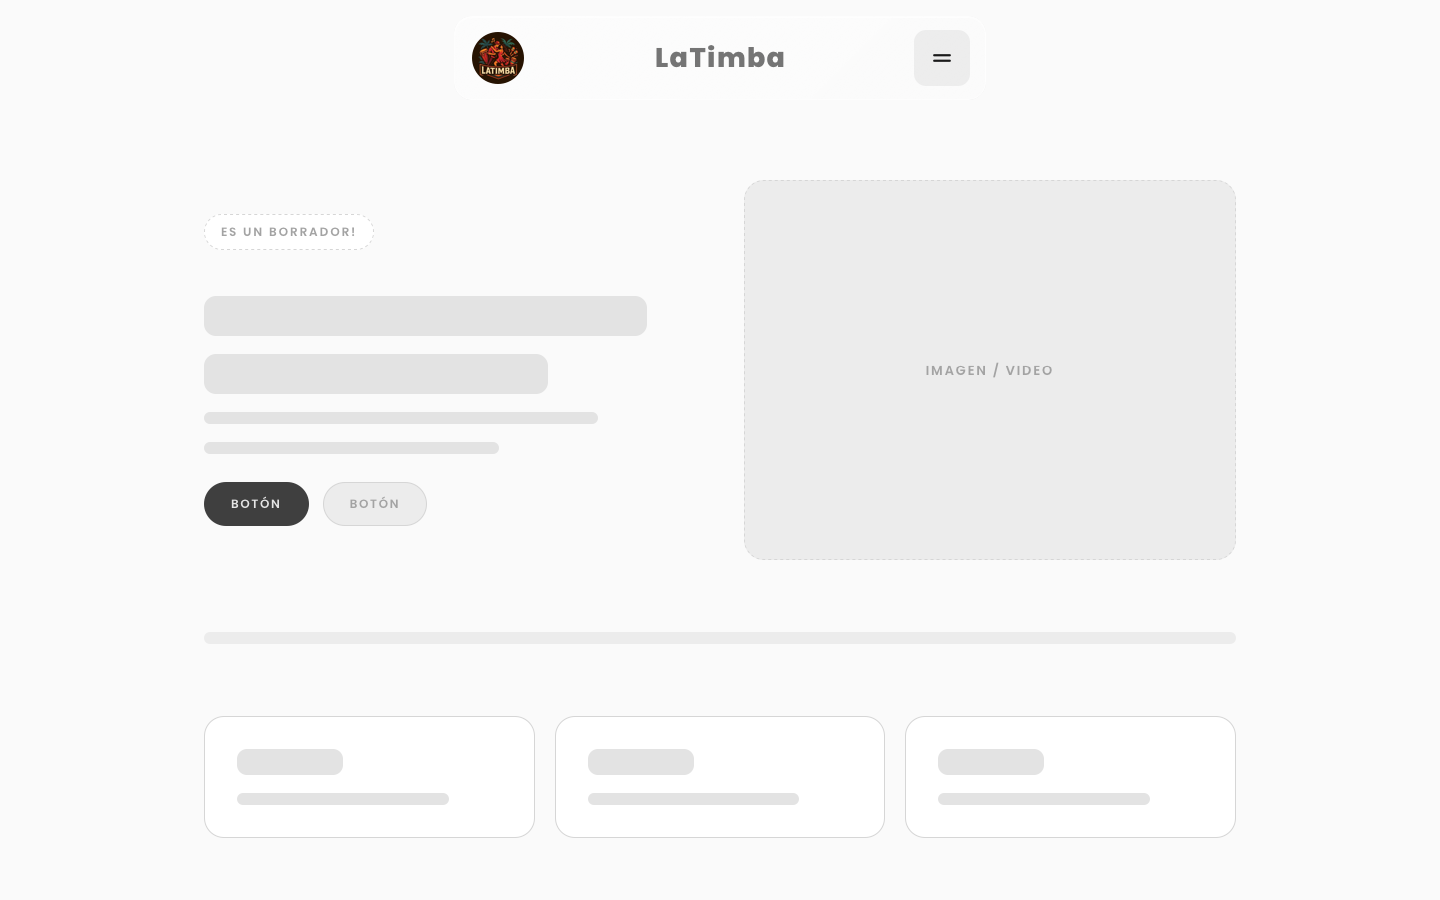 LATIMBA
LaTimba
ES UN BORRADOR!
IMAGEN / VIDEO
BOTÓN
BOTÓN